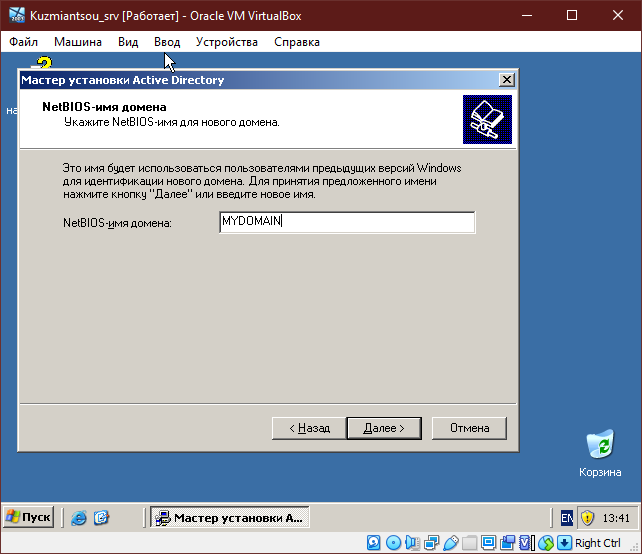 Kuzmiantsou_srv [Работает] - Oracle VM VirtualBox
Файл Машина Вид Ввод Устройства Справка
Мастер установки Active Directory
NetBIOS-имя домена
Укажите NetBIOS-имя для нового домена.
Это имя будет использоваться пользователями предыдущих версий Windows
для идентификации нового домена. Для принятия предложенного имени
нажмите кнопку "Далее" или введите новое имя.
NetBIOS-имя домена: MYDOMAIN
< Назад Далее > Отмена
Корзина
Пуск Мастер установки A... EN 13:41
Right Ctrl